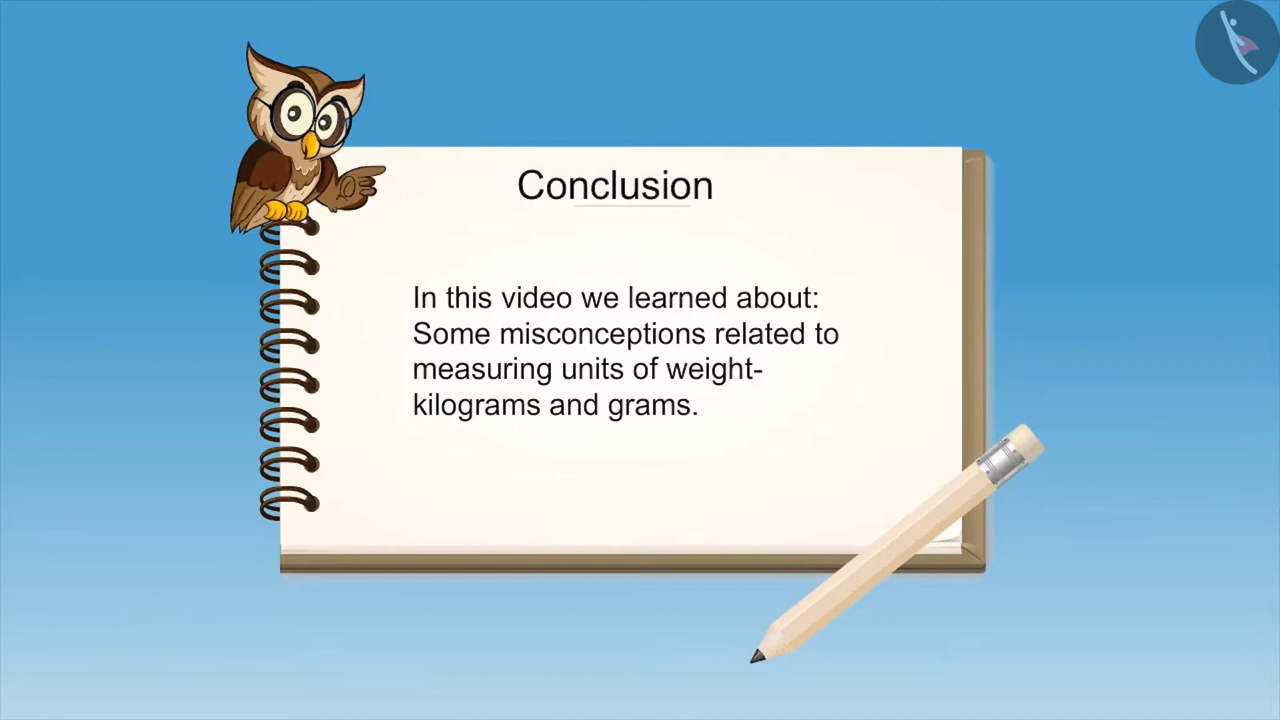 Conclusion
In this video we learned about:
Some misconceptions related to
measuring units of weight-
kilograms and grams.